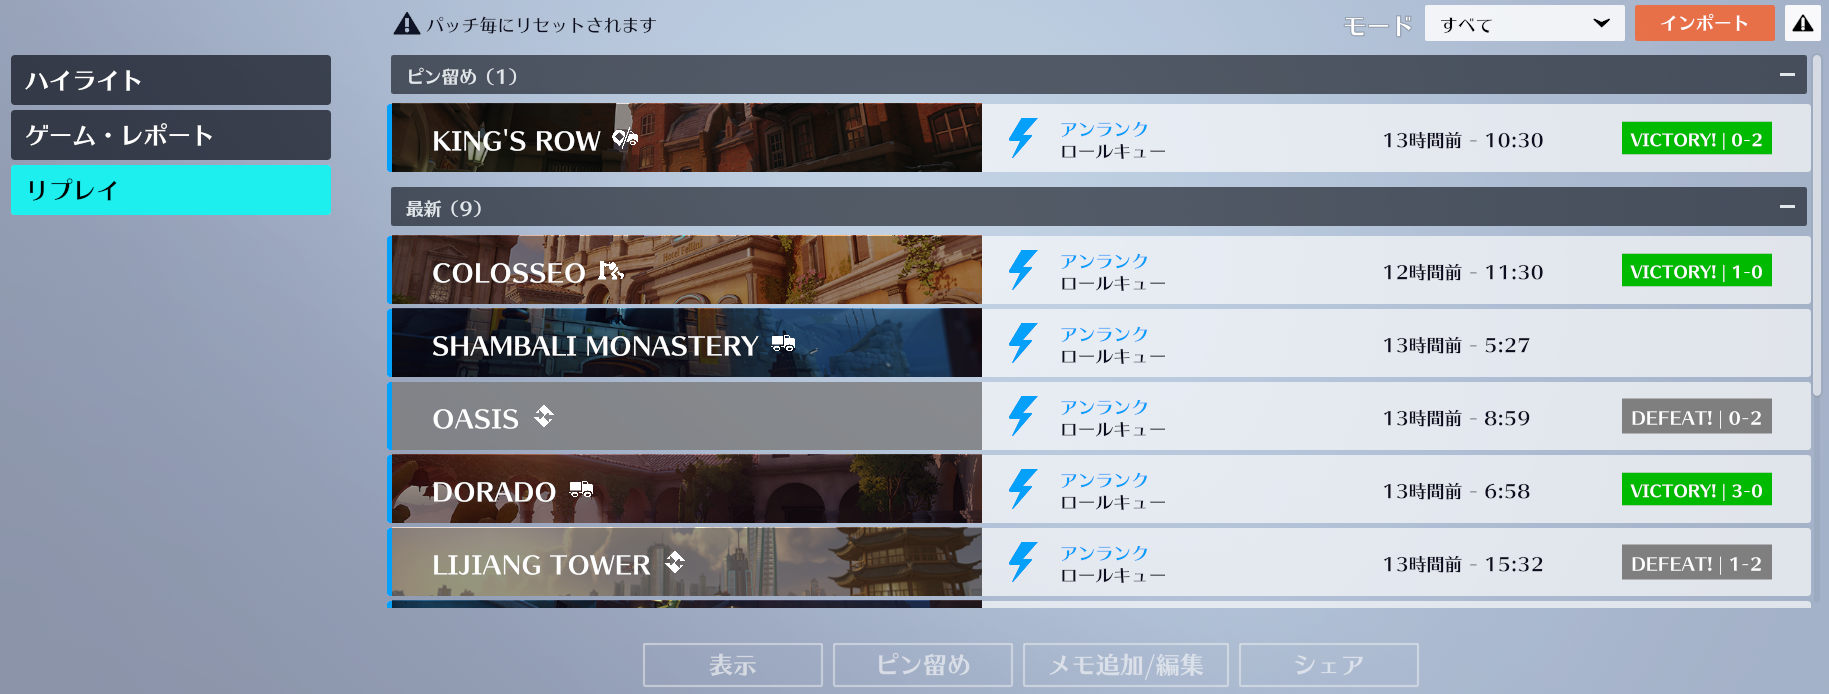 パッチ毎にリセットされます
モード
すべて
インポート
ハイライト
ゲーム・レポート
リプレイ
ピン留め（1）
KING'S ROW
アンランク
ロールキュー
13時間前 - 10:30
VICTORY! | 0-2
最新（9）
COLOSSEO
アンランク
ロールキュー
12時間前 - 11:30
VICTORY! | 1-0
SHAMBALI MONASTERY
アンランク
ロールキュー
13時間前 - 5:27
OASIS
アンランク
ロールキュー
13時間前 - 8:59
DEFEAT! | 0-2
DORADO
アンランク
ロールキュー
13時間前 - 6:58
VICTORY! | 3-0
LIJIANG TOWER
アンランク
ロールキュー
13時間前 - 15:32
DEFEAT! | 1-2
表示
ピン留め
メモ追加/編集
シェア